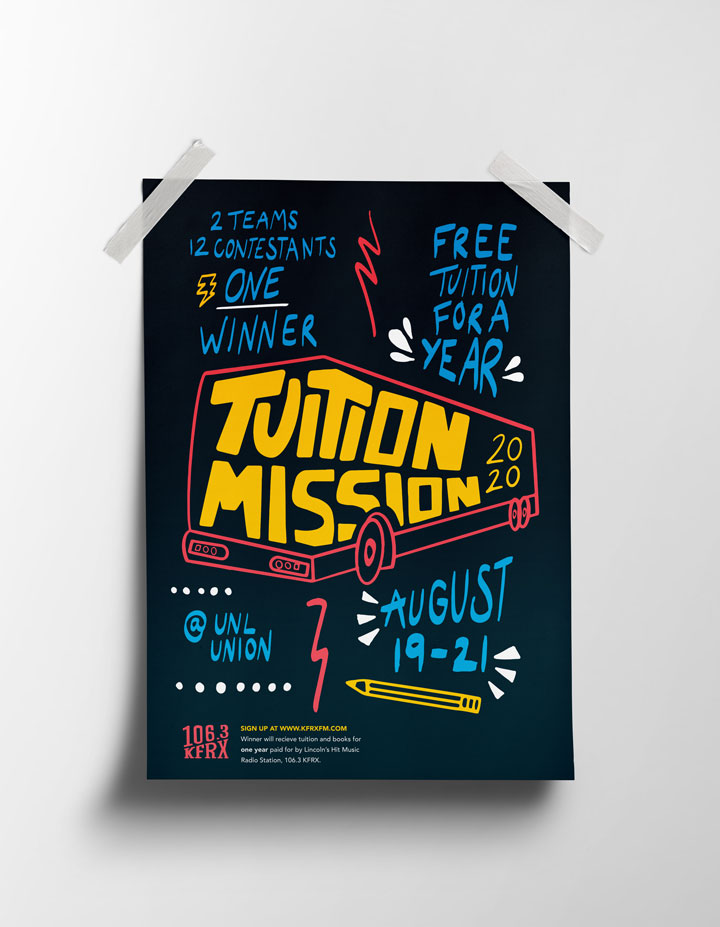 2 TEAMS
12 CONTESTANTS
ONE
WINNER
FREE
TUITION
FOR A
YEAR
TUITION
MISSION
20
20
@ UNL
UNION
AUGUST
19-21
106.3
KFRX
SIGN UP AT WWW.KFRXFM.COM
Winner will recieve tuition and books for
one year paid for by Lincoln's Hit Music
Radio Station, 106.3 KFRX.